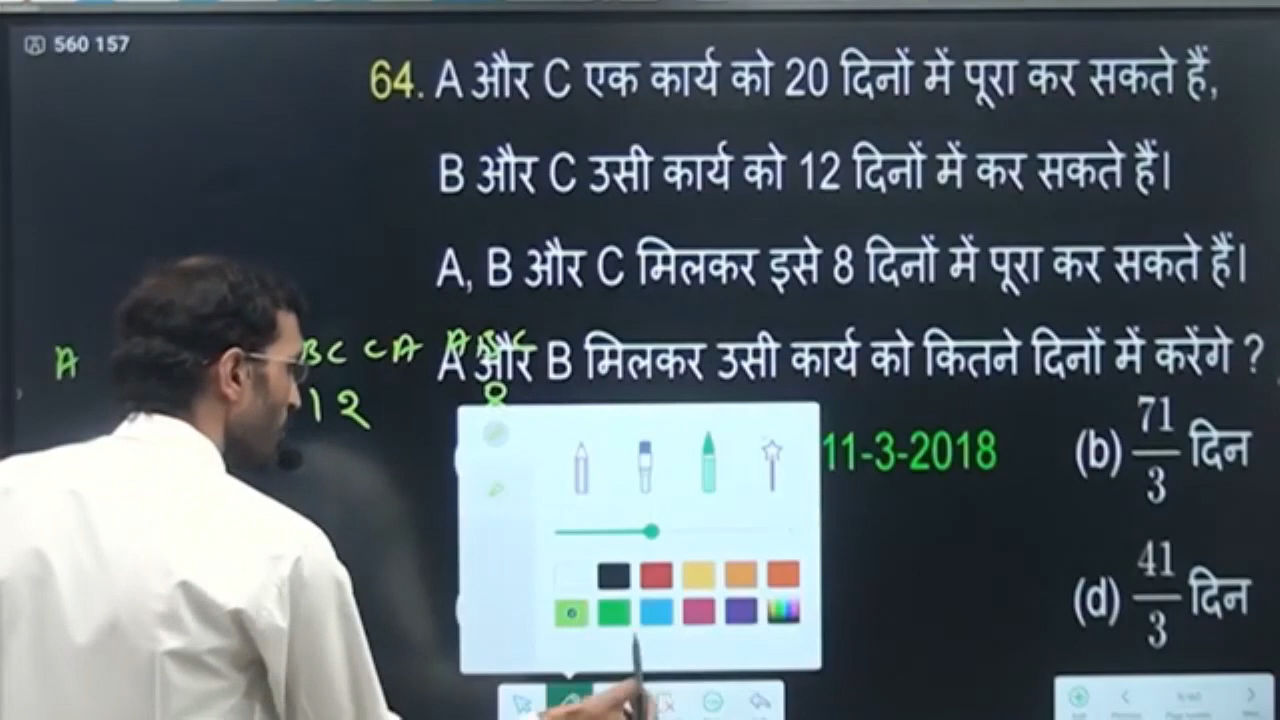 560 157
64. A और C एक कार्य को 20 दिनों में पूरा कर सकते हैं,
B और C उसी कार्य को 12 दिनों में कर सकते हैं।
A, B और C मिलकर इसे 8 दिनों में पूरा कर सकते हैं।
A BC CA ABC
A और B मिलकर उसी कार्य को कितने दिनों में करेंगे ?
12 8
11-3-2018 (b) 71/3 दिन
(d) 41/3 दिन